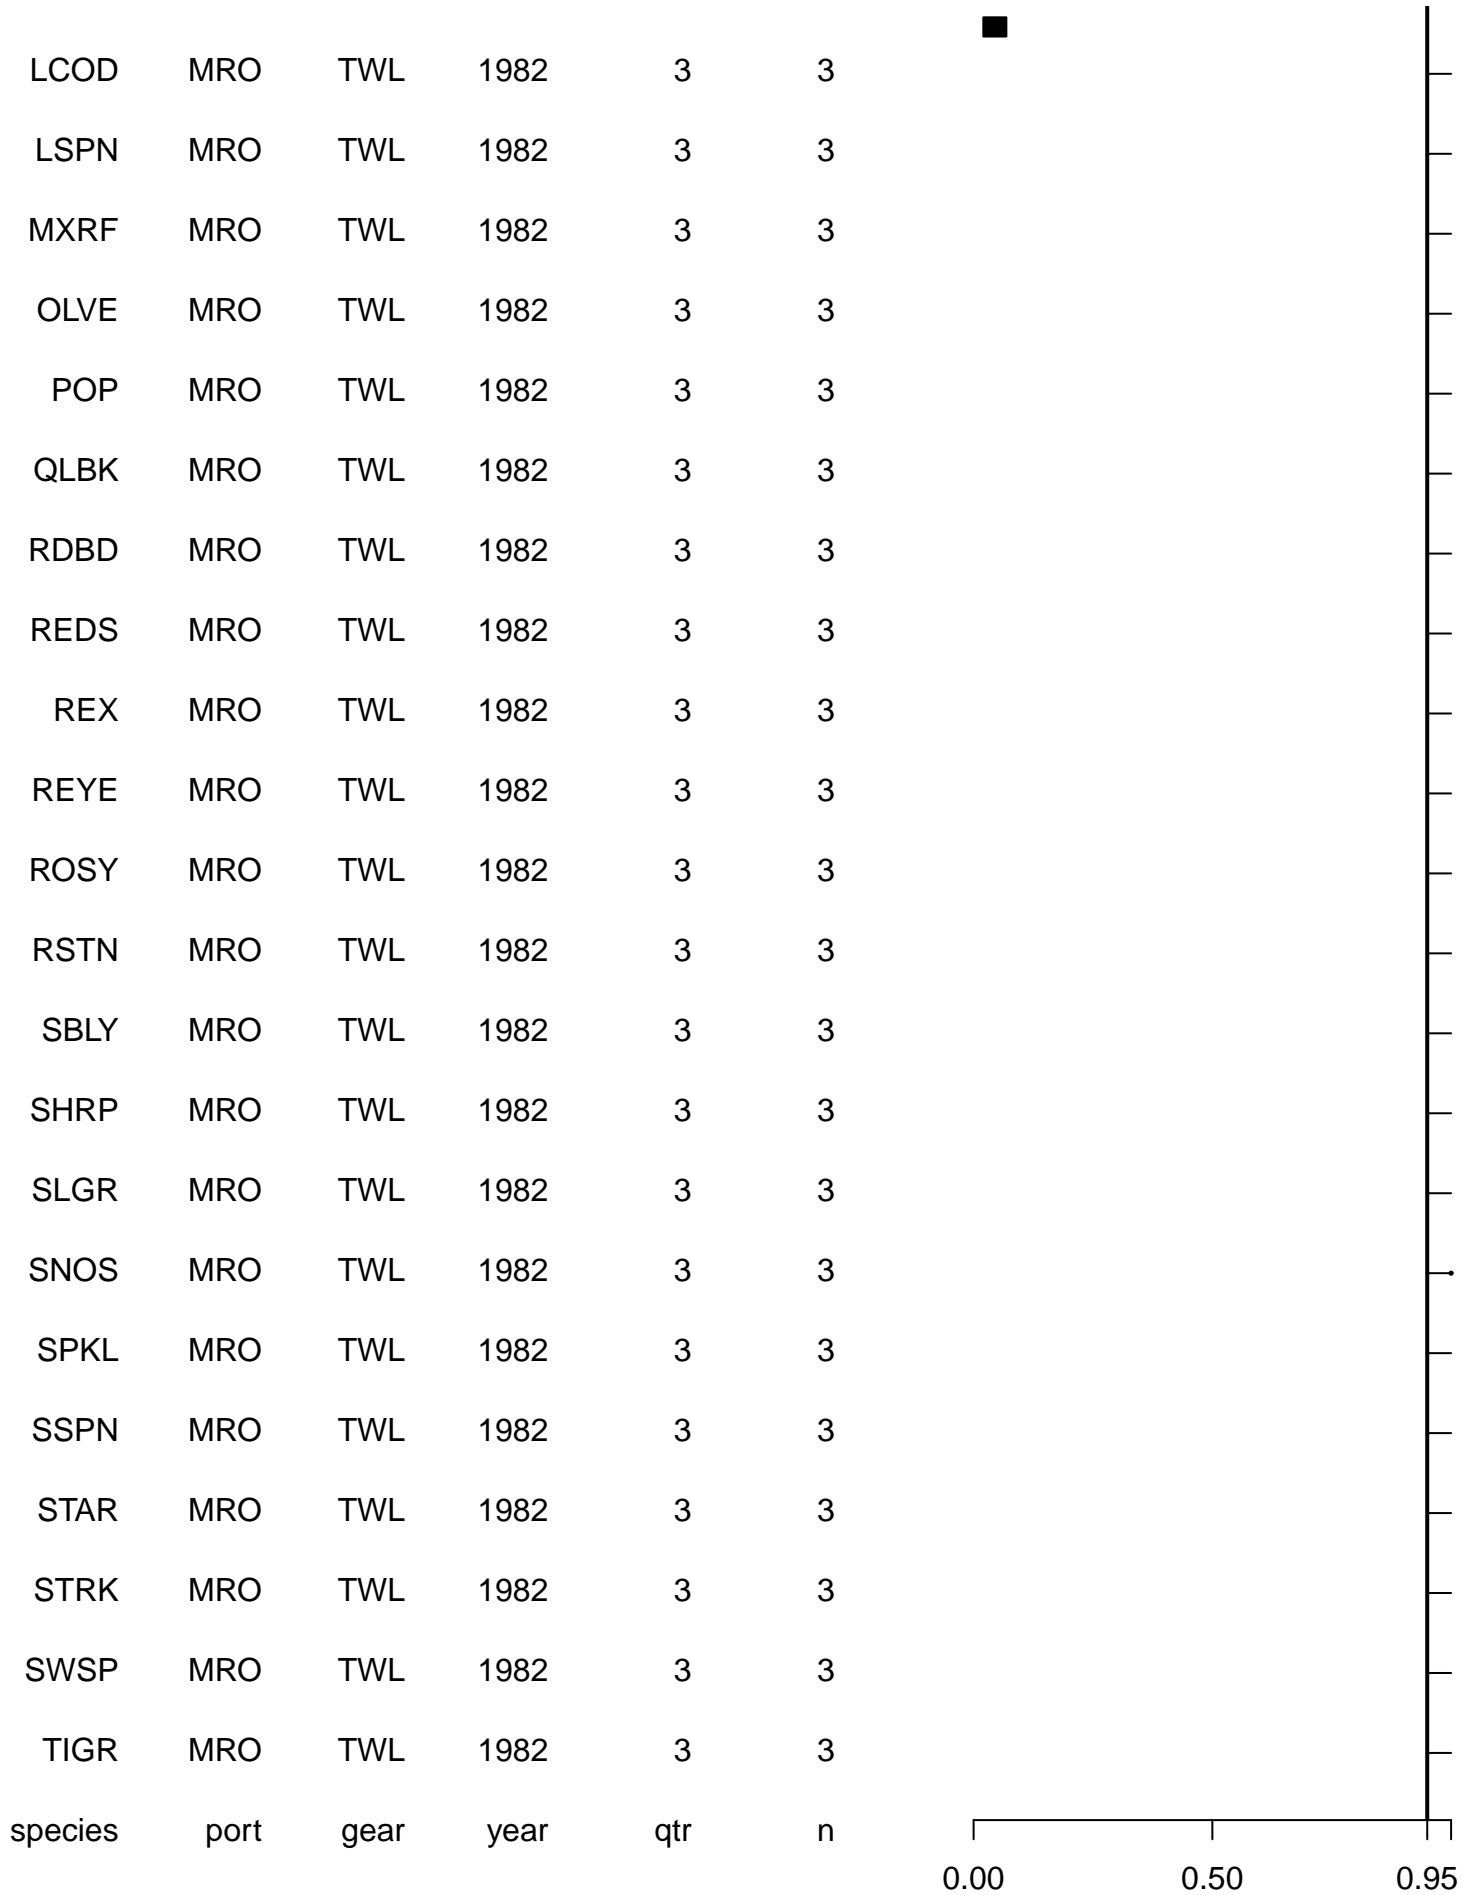 LCOD MRO TWL 1982 3 3
LSPN MRO TWL 1982 3 3
MXRF MRO TWL 1982 3 3
OLVE MRO TWL 1982 3 3
POP MRO TWL 1982 3 3
QLBK MRO TWL 1982 3 3
RDBD MRO TWL 1982 3 3
REDS MRO TWL 1982 3 3
REX MRO TWL 1982 3 3
REYE MRO TWL 1982 3 3
ROSY MRO TWL 1982 3 3
RSTN MRO TWL 1982 3 3
SBLY MRO TWL 1982 3 3
SHRP MRO TWL 1982 3 3
SLGR MRO TWL 1982 3 3
SNOS MRO TWL 1982 3 3
SPKL MRO TWL 1982 3 3
SSPN MRO TWL 1982 3 3
STAR MRO TWL 1982 3 3
STRK MRO TWL 1982 3 3
SWSP MRO TWL 1982 3 3
TIGR MRO TWL 1982 3 3
species port gear year qtr n
0.00 0.50 0.95